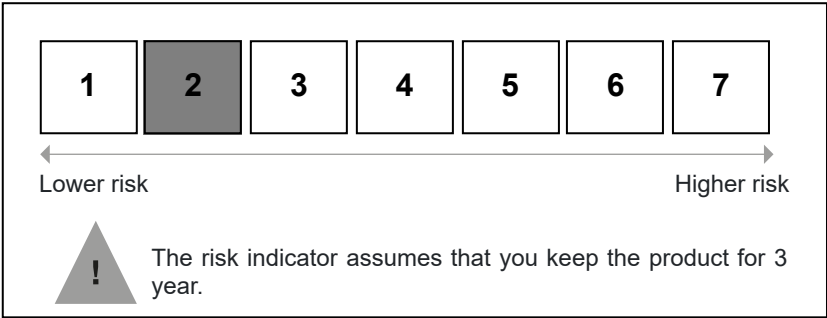 1 2 3 4 5 6 7
Lower risk Higher risk
! The risk indicator assumes that you keep the product for 3
year.